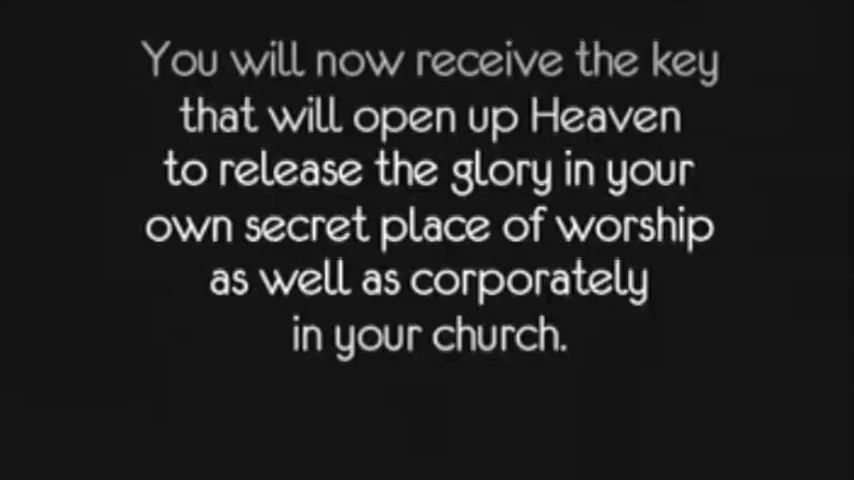 You will now receive the key
that will open up Heaven
to release the glory in your
own secret place of worship
as well as corporately
in your church.